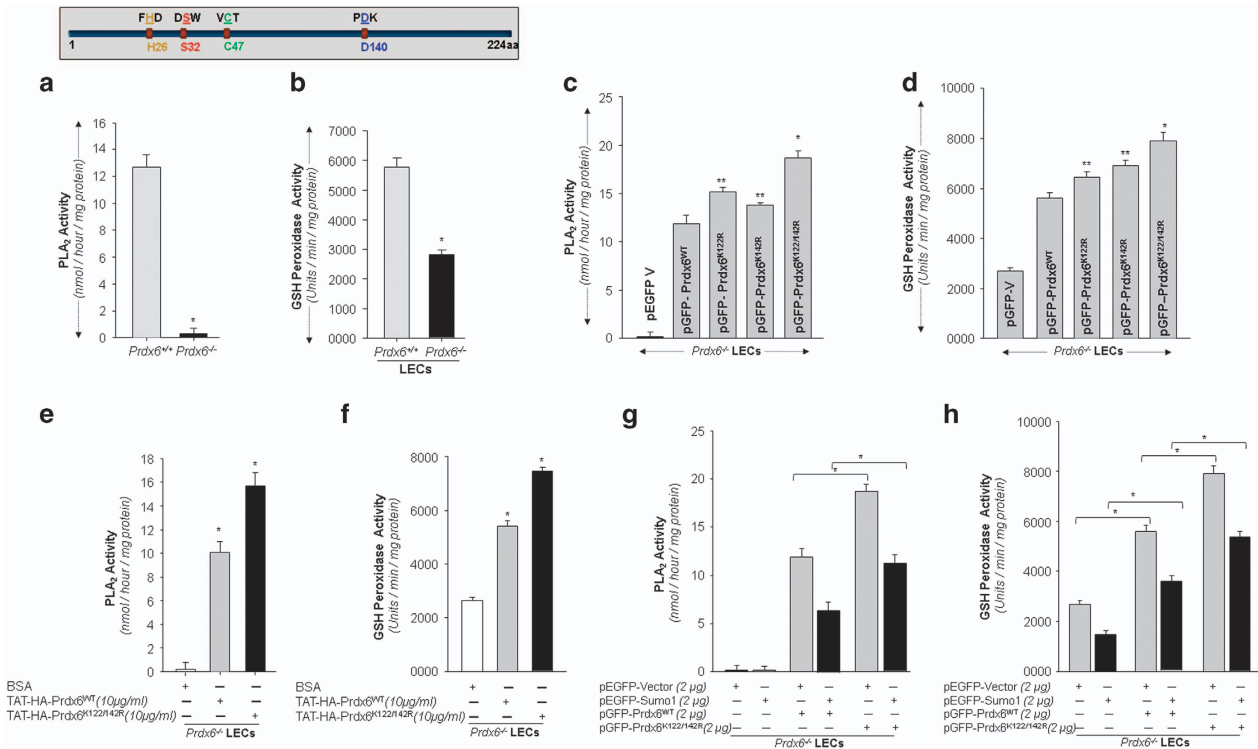 FHD DSW VCT PDK
1 H26 S32 C47 D140 224aa
a
PLA2 Activity
(nmol / hour / mg protein)
16
14
12
10
8
6
4
2
0
*
Prdx6+/+ Prdx6-/-
b
GSH Peroxidase Activity
(Units / min / mg protein)
7000
6000
5000
4000
3000
2000
1000
0000
*
Prdx6+/+ Prdx6-/-
LECs
c
PLA2 Activity
(nmol / hour / mg protein)
25
20
15
10
5
0
** ** *
pEGFP V
pGFP- Prdx6WT
pGFP- Prdx6K122R
pGFP-Prdx6K142R
pGFP-Prdx6K122/142R
Prdx6-/- LECs
d
GSH Peroxidase Activity
(Units / min / mg protein)
10000
8000
6000
4000
2000
0000
** ** *
pGFP-V
pGFP-Prdx6WT
pGFP-Prdx6K122R
pGFP-Prdx6K142R
pGFP–Prdx6K122/142R
Prdx6-/- LECs
e
PLA2 Activity
(nmol / hour / mg protein)
18
16
14
12
10
8
6
4
2
0
* *
BSA + – –
TAT-HA-Prdx6WT(10µg/ml) – + –
TAT-HA-Prdx6K122/142R(10µg/ml) – – +
Prdx6-/- LECs
f
GSH Peroxidase Activity
(Units / min / mg protein)
8000
6000
4000
2000
0000
* *
BSA + – –
TAT-HA-Prdx6WT(10µg/ml) – + –
TAT-HA-Prdx6K122/142R(10µg/ml) – – +
Prdx6-/- LECs
g
PLA2 Activity
(nmol / hour / mg protein)
25
20
15
10
5
0
* *
pEGFP-Vector (2 µg) + – + – + –
pEGFP-Sumo1 (2 µg) – + – + – +
pGFP-Prdx6WT(2 µg) – – + + – –
pGFP-Prdx6K122/142R(2 µg) – – – – + +
Prdx6-/- LECs
h
GSH Peroxidase Activity
(Units / min / mg protein)
10000
8000
6000
4000
2000
0000
* * * *
pEGFP-Vector (2 µg) + – + – + –
pEGFP-Sumo1 (2 µg) – + – + – +
pGFP-Prdx6WT (2 µg) – – + + – –
pGFP-Prdx6K122/142R (2 µg) – – – – + +
Prdx6-/- LECs